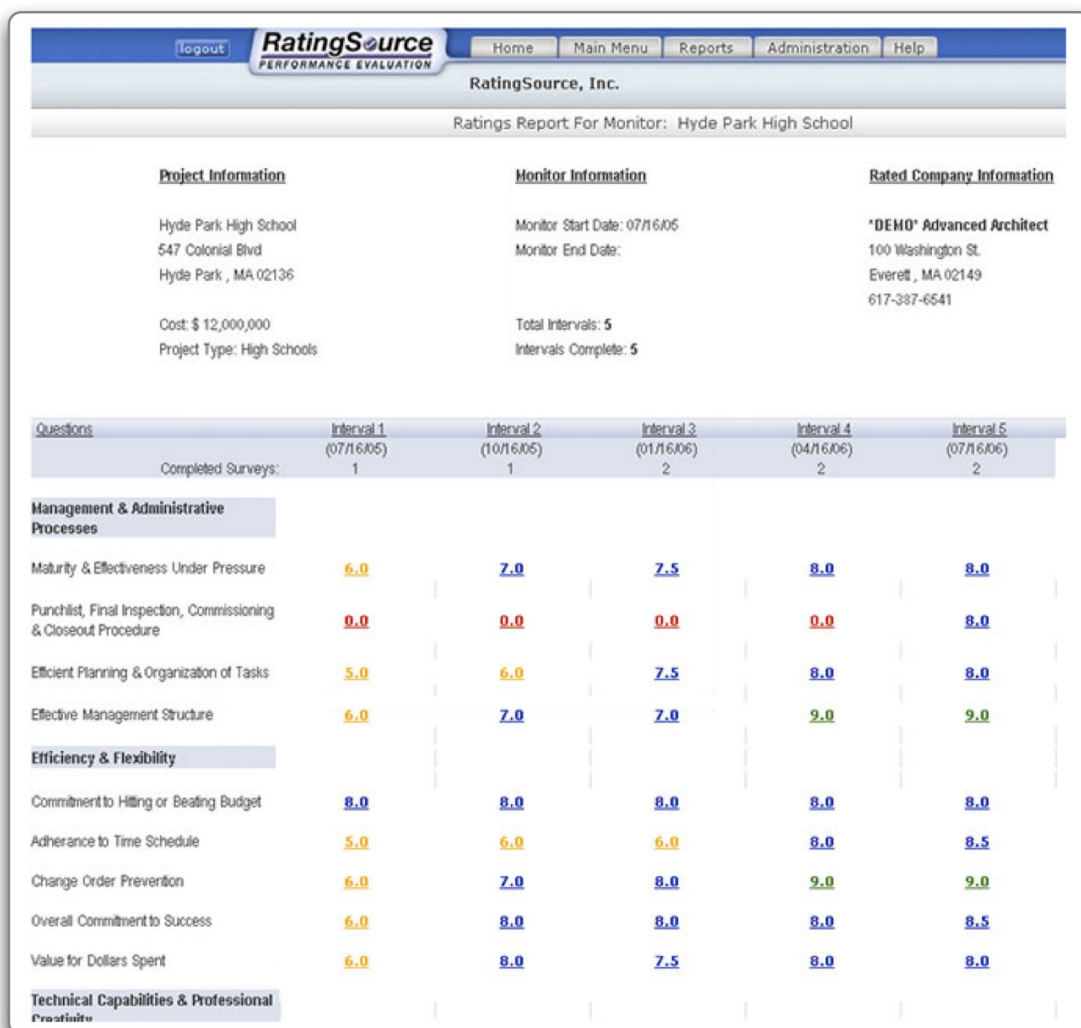 logout RatingSource Home Main Menu Reports Administration Help
PERFORMANCE EVALUATION
RatingSource, Inc.
Ratings Report For Monitor: Hyde Park High School
Project Information Monitor Information Rated Company Information
Hyde Park High School Monitor Start Date: 07/16/05 *DEMO* Advanced Architect
547 Colonial Blvd Monitor End Date: 100 Washington St.
Hyde Park , MA 02136 Everett , MA 02149
617-387-6541
Cost: $ 12,000,000 Total Intervals: 5
Project Type: High Schools Intervals Complete: 5
Questions Interval 1 Interval 2 Interval 3 Interval 4 Interval 5
(07/16/05) (10/16/05) (01/16/06) (04/16/06) (07/16/06)
Completed Surveys: 1 1 2 2 2
Management & Administrative
Processes
Maturity & Effectiveness Under Pressure 6.0 7.0 7.5 8.0 8.0
Punchlist, Final Inspection, Commissioning
& Closeout Procedure 0.0 0.0 0.0 0.0 8.0
Efficient Planning & Organization of Tasks 5.0 6.0 7.5 8.0 8.0
Effective Management Structure 6.0 7.0 7.0 9.0 9.0
Efficiency & Flexibility
Commitment to Hitting or Beating Budget 8.0 8.0 8.0 8.0 8.0
Adherance to Time Schedule 5.0 6.0 6.0 8.0 8.5
Change Order Prevention 6.0 7.0 8.0 9.0 9.0
Overall Commitment to Success 6.0 8.0 8.0 8.0 8.5
Value for Dollars Spent 6.0 8.0 7.5 8.0 8.0
Technical Capabilities & Professional
Creativity